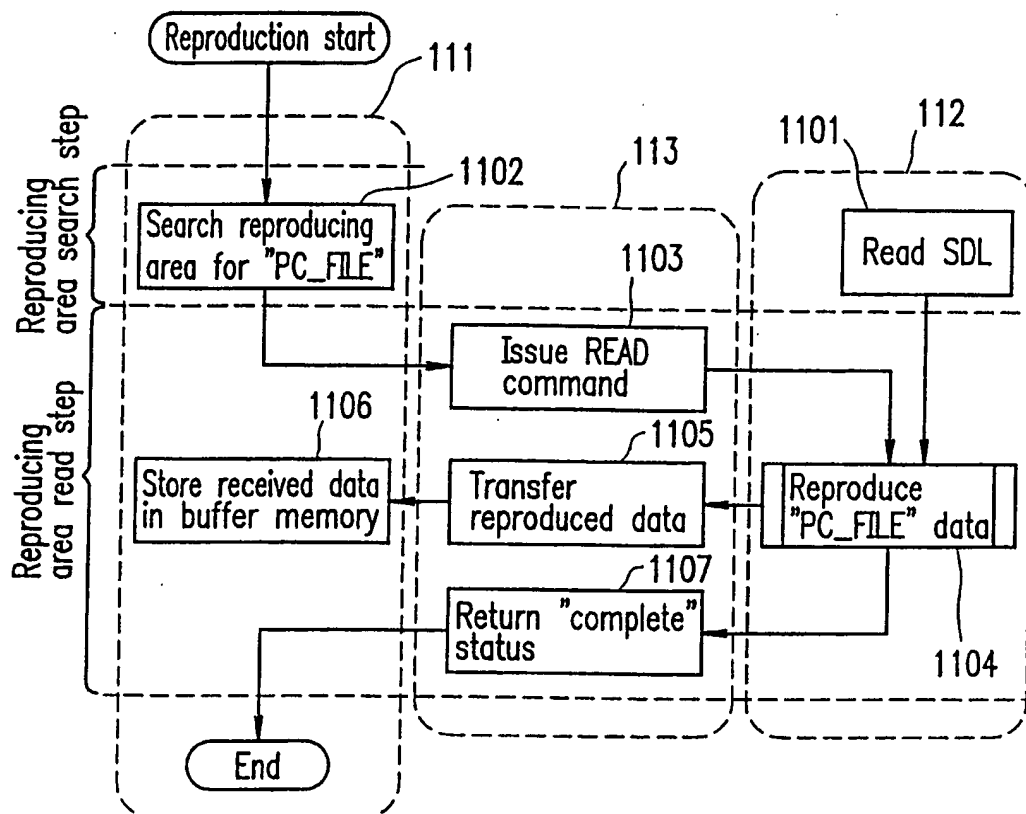 Reproduction start
111
Reproducing
area search step
1102
Search reproducing
area for "PC_FILE"
113
112
1101
Read SDL
1103
Issue READ
command
Reproducing
area read step
1106
Store received data
in buffer memory
1105
Transfer
reproduced data
Reproduce
"PC_FILE" data
1104
1107
Return "complete"
status
End